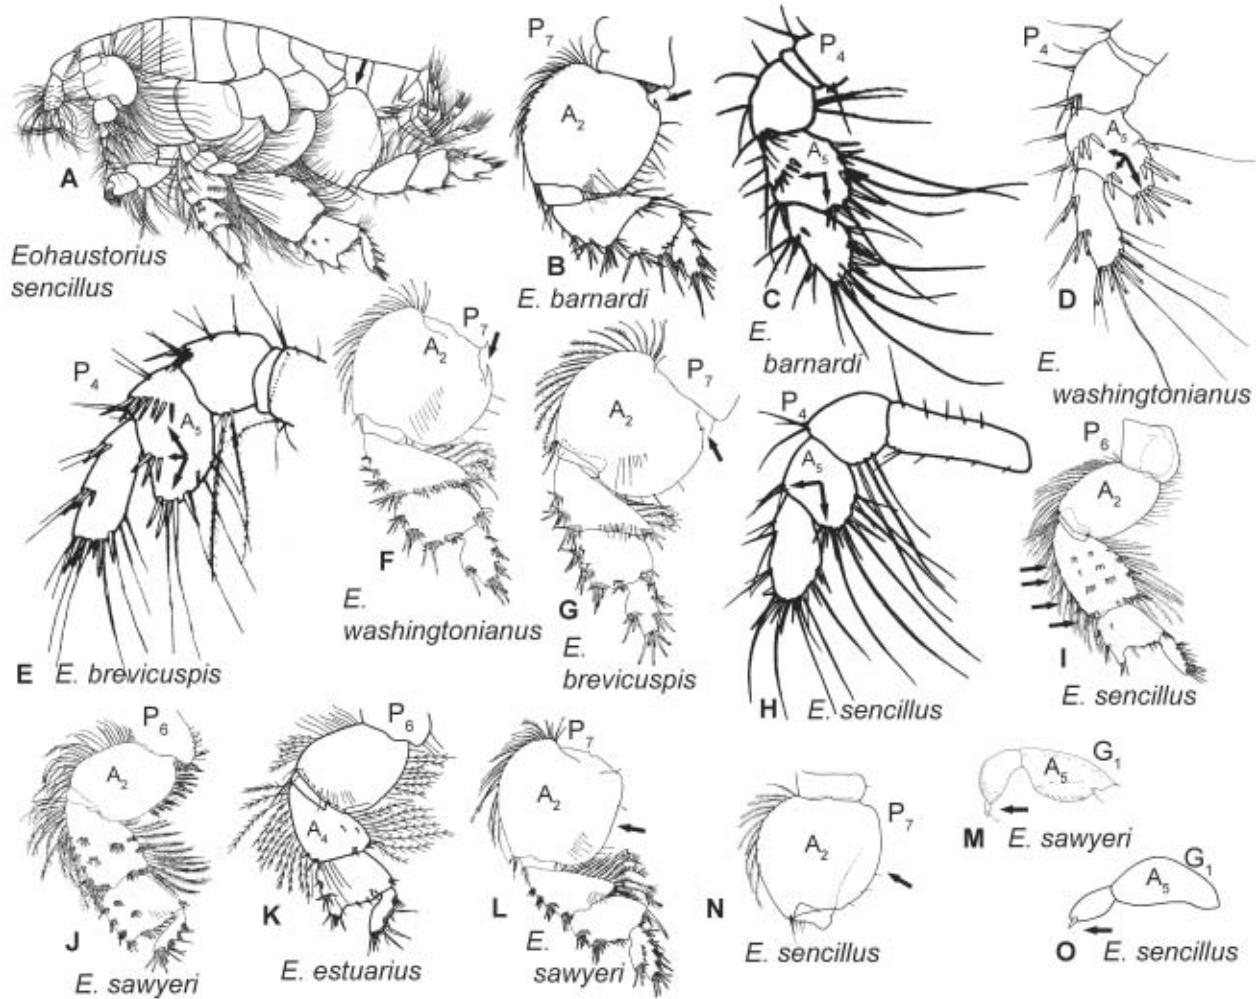 P7
P4
P4
A2
A5
A5
A
B
C
D
Eohaustorius
sencillus
E. barnardi
E.
barnardi
E.
washingtonianus
P4
A5
P7
A2
P7
A2
P4
A5
P6
A2
F
G
E.
washingtonianus
E.
brevicuspis
E E. brevicuspis
H E. sencillus
I
E. sencillus
P6
A2
P6
A4
P7
A2
P7
A2
G1
A5
M E. sawyeri
G1
A5
O E. sencillus
J
E. sawyeri
K
E. estuarius
L
E.
sawyeri
N
E. sencillus